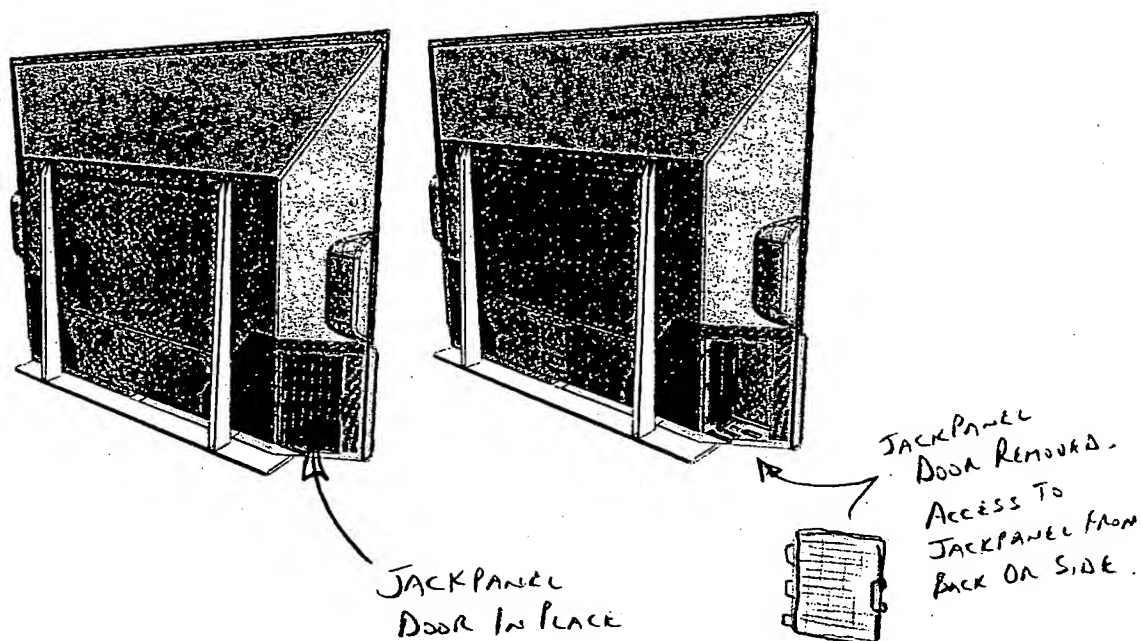 JACKPANEL
DOOR IN PLACE
JACKPANEL
DOOR REMOVED.
ACCESS TO
JACKPANEL FROM
BACK OR SIDE.